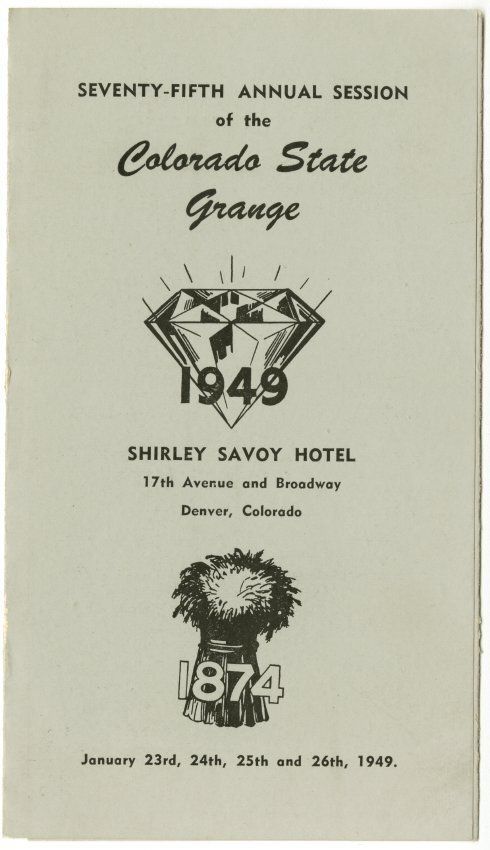 SEVENTY-FIFTH ANNUAL SESSION
of the
Colorado State
Grange
1949
SHIRLEY SAVOY HOTEL
17th Avenue and Broadway
Denver, Colorado
1874
January 23rd, 24th, 25th and 26th, 1949.